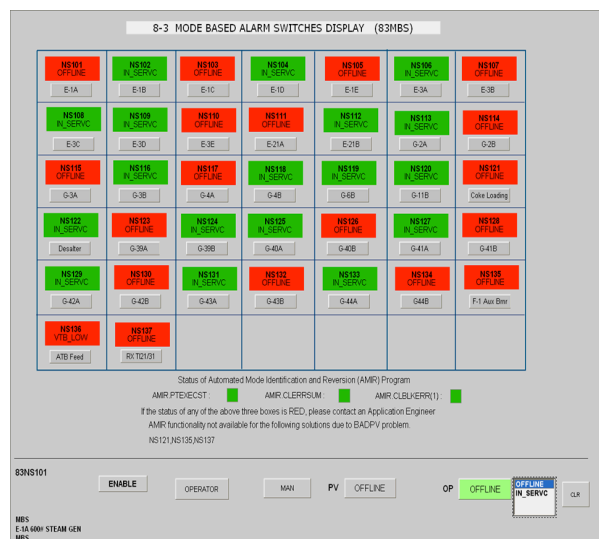 8-3 MODE BASED ALARM SWITCHES DISPLAY (83MBS)
NS101 NS102 NS103 NS104 NS105 NS106 NS107
OFFLINE IN_SERVC OFFLINE IN_SERVC OFFLINE IN_SERVC OFFLINE
E-1A E-1B E-1C E-1D E-1E E-3A E-3B
NS108 NS109 NS110 NS111 NS112 NS113 NS114
IN_SERVC IN_SERVC OFFLINE OFFLINE IN_SERVC IN_SERVC OFFLINE
E-3C E-3D E-3E E-21A E-21B G-2A G-2B
NS115 NS116 NS117 NS118 NS119 NS120 NS121
OFFLINE IN_SERVC OFFLINE IN_SERVC IN_SERVC IN_SERVC OFFLINE
G-3A G-3B G-4A G-4B G-6B G-11B Coke Loading
NS122 NS123 NS124 NS125 NS126 NS127 NS128
IN_SERVC OFFLINE IN_SERVC IN_SERVC OFFLINE IN_SERVC OFFLINE
Desalter G-39A G-39B G-40A G-40B G-41A G-41B
NS129 NS130 NS131 NS132 NS133 NS134 NS135
IN_SERVC OFFLINE IN_SERVC OFFLINE IN_SERVC OFFLINE OFFLINE
G-42A G-42B G-43A G-43B G-44A G44B F-1 Aux Brnr
NS136 NS137
VTB_LOW OFFLINE
ATB Feed RX TI21/31
Status of Automated Mode Identification and Reversion (AMIR) Program
AMIR.PTEXECST : AMIR.CLERRSUM : AMIR.CLBLKERR(1) :
If the status of any of the above three boxes is RED, please contact an Application Engineer
AMIR functionality not available for the following solutions due to BADPV problem.
NS121,NS135,NS137
83NS101
ENABLE OPERATOR MAN PV OFFLINE OP OFFLINE OFFLINE CLR
IN_SERVC
MBS
E-1A 600# STEAM GEN
MBS